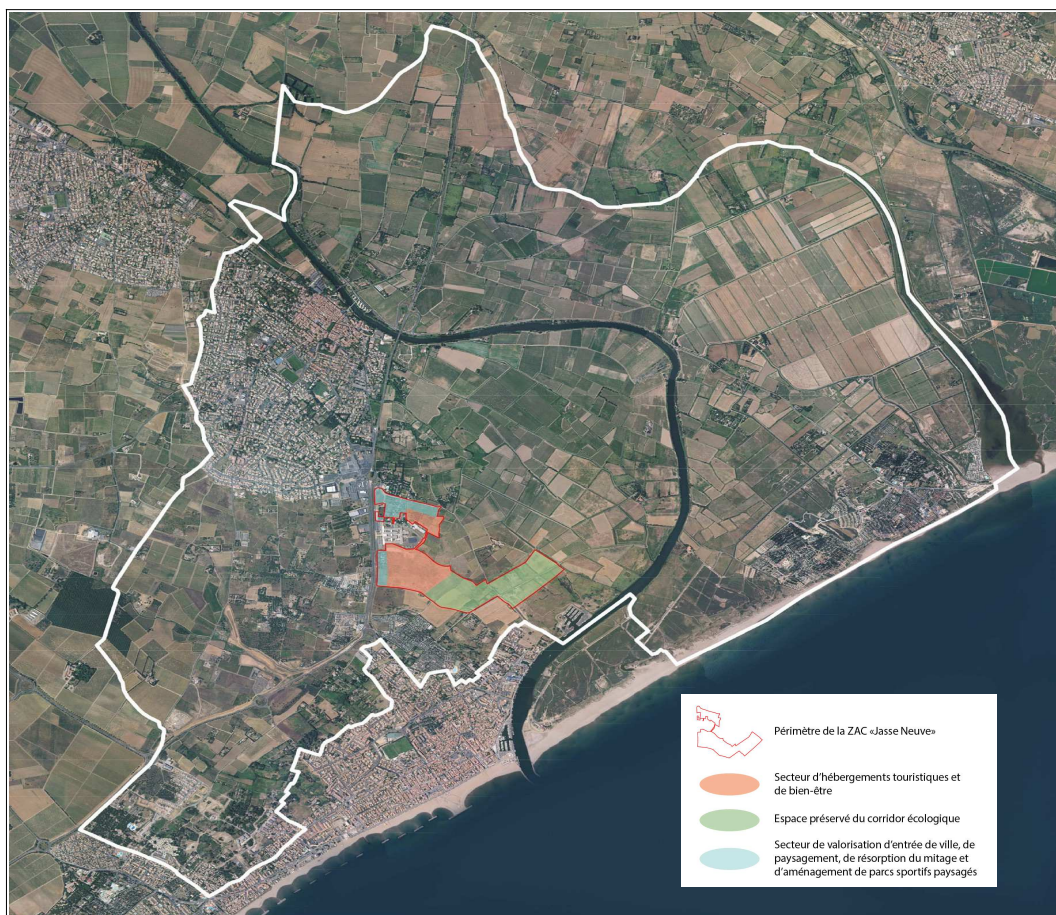 Périmètre de la ZAC «Jasse Neuve»
Secteur d'hébergements touristiques et
de bien-être
Espace préservé du corridor écologique
Secteur de valorisation d'entrée de ville, de
paysagement, de résorption du mitage et
d'aménagement de parcs sportifs paysagés